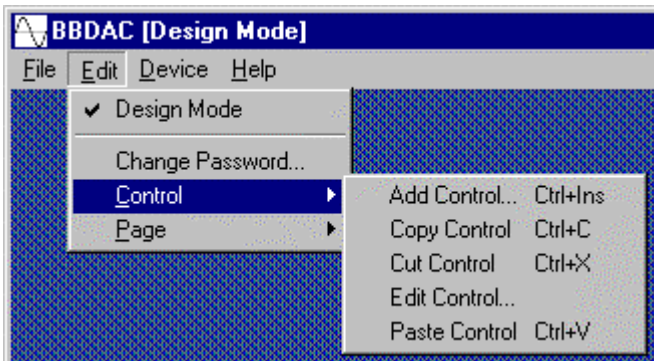 BBDAC [Design Mode]
File Edit Device Help
Design Mode
Change Password...
Control
Page
Add Control... Ctrl+Ins
Copy Control Ctrl+C
Cut Control Ctrl+X
Edit Control...
Paste Control Ctrl+V